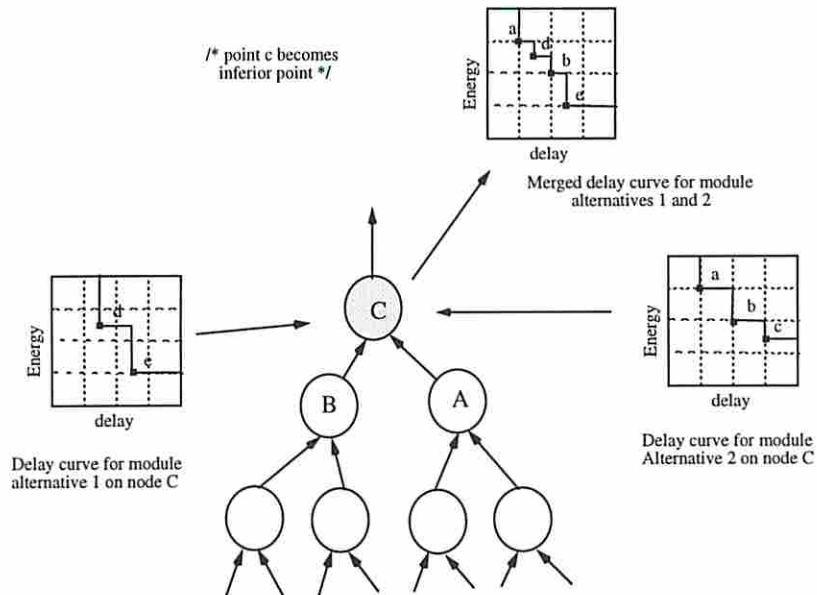 /* point c becomes
inferior point */
Energy
a
d
b
e
delay
Merged delay curve for module
alternatives 1 and 2
Energy
d
e
delay
Delay curve for module
alternative 1 on node C
C
B
A
Energy
a
b
c
delay
Delay curve for module
Alternative 2 on node C